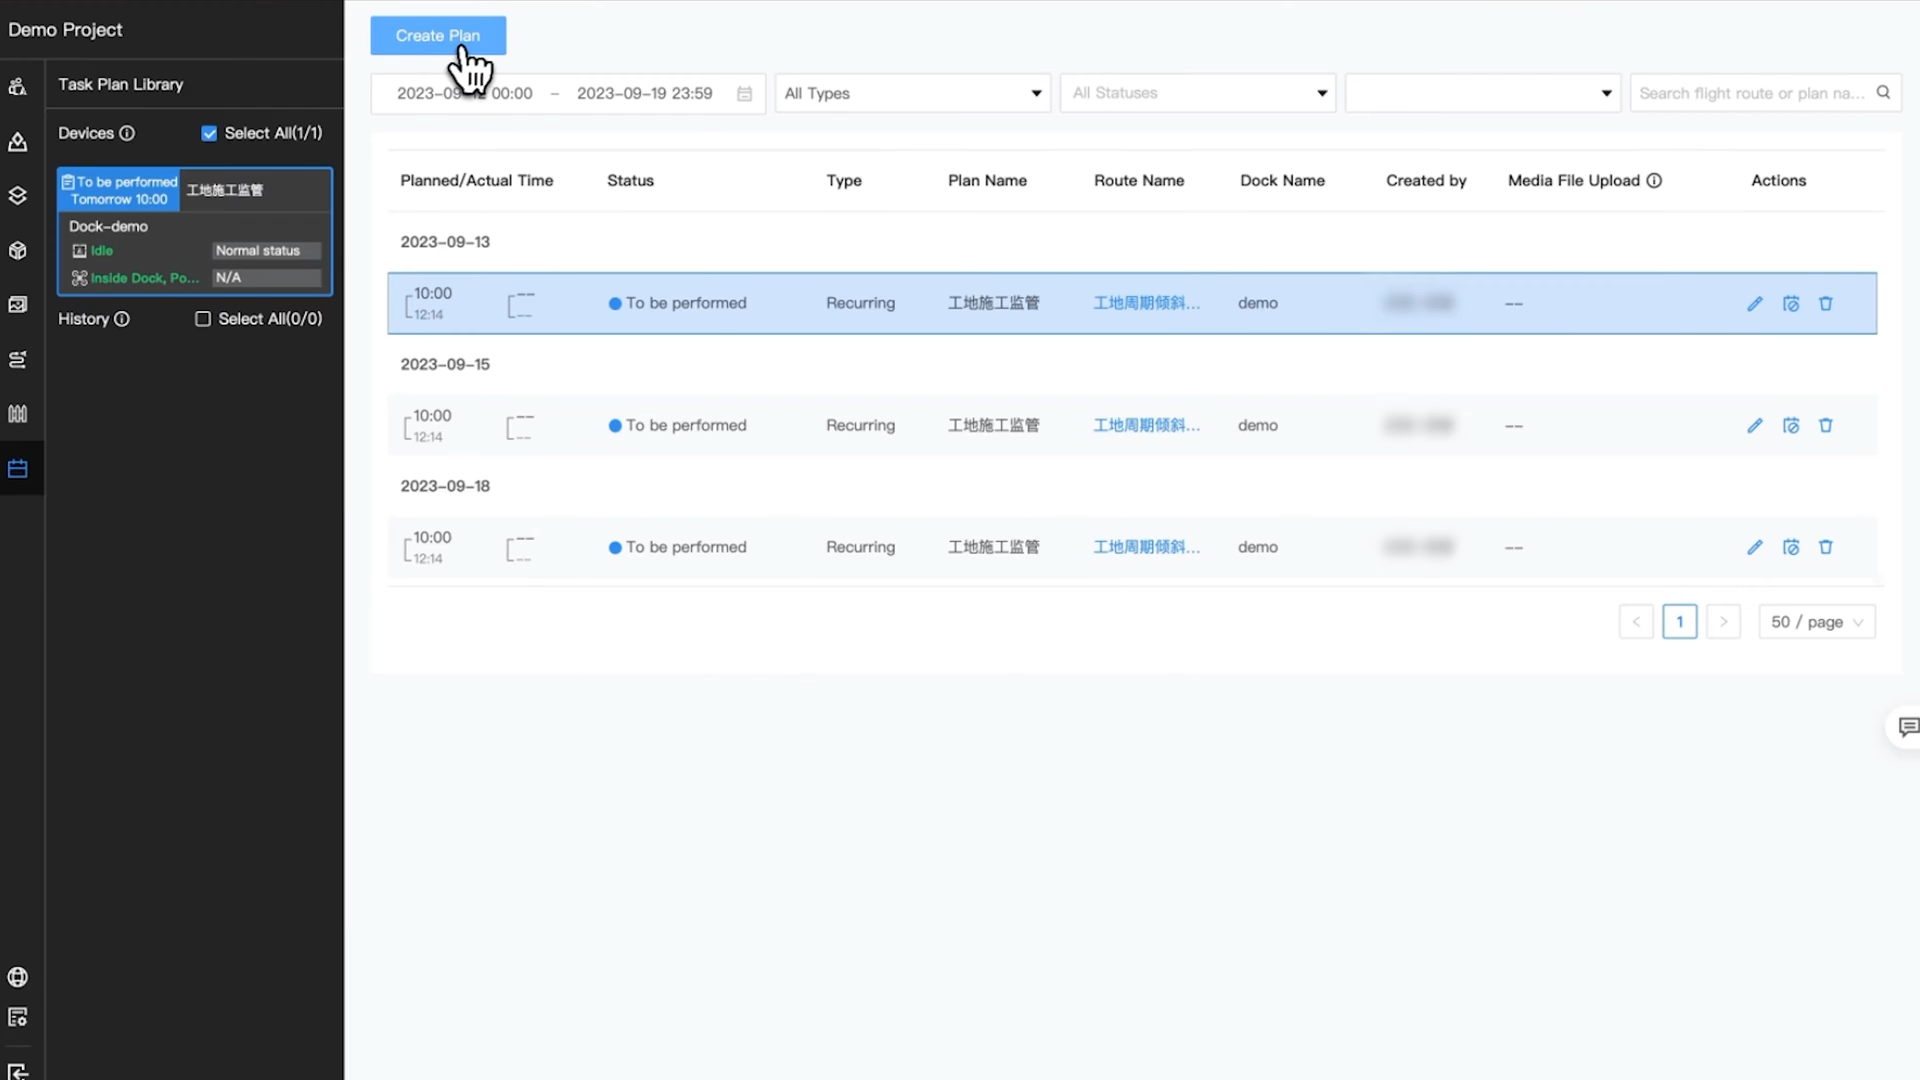 Demo Project
Create Plan
Task Plan Library
2023-09-12 00:00 – 2023-09-19 23:59
All Types
All Statuses
Search flight route or plan na...
Devices
Select All(1/1)
To be performed
Tomorrow 10:00
工地施工监管
Dock-demo
Idle
Normal status
Inside Dock, Po...
N/A
History
Select All(0/0)
Planned/Actual Time Status Type Plan Name Route Name Dock Name Created by Media File Upload Actions
2023-09-13
10:00 -- To be performed Recurring 工地施工监管 工地周期倾斜... demo --
12:14 --
2023-09-15
10:00 -- To be performed Recurring 工地施工监管 工地周期倾斜... demo --
12:14 --
2023-09-18
10:00 -- To be performed Recurring 工地施工监管 工地周期倾斜... demo --
12:14 --
< 1 > 50 / page